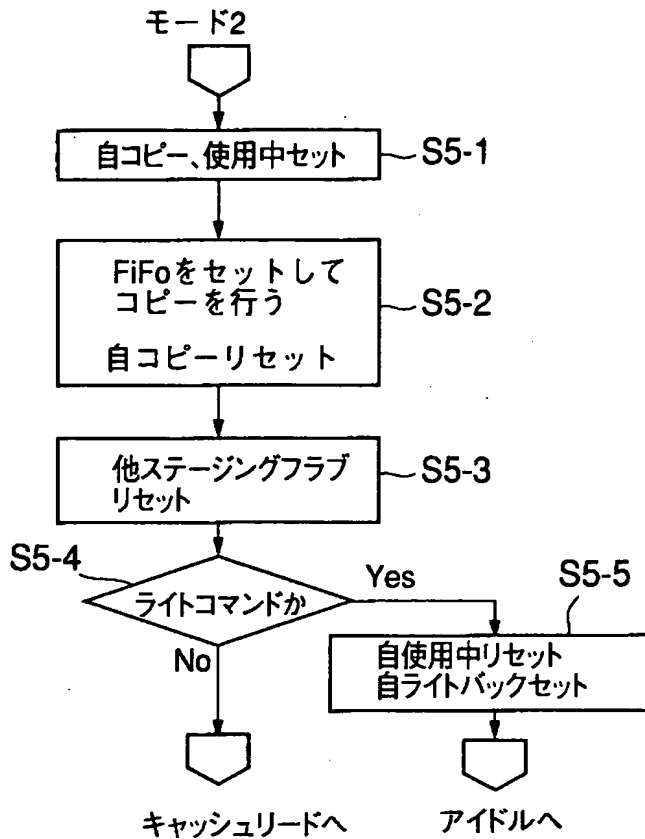 モード2
自コピー、使用中セット
S5-1
FiFoをセットして
コピーを行う
自コピーリセット
S5-2
他ステージングフラブ
リセット
S5-3
S5-4
ライトコマンドか
Yes
No
S5-5
自使用中リセット
自ライトバックセット
キャッシュリードへ
アイドルへ